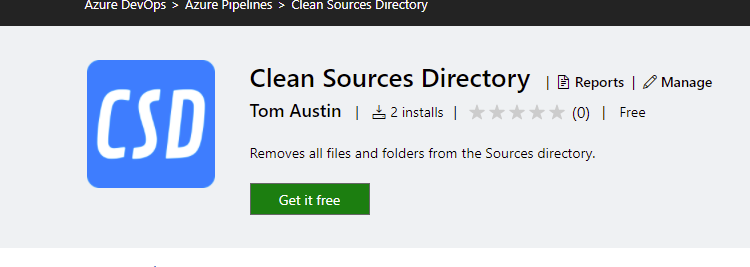 Azure DevOps > Azure Pipelines > Clean Sources Directory
CSD
Clean Sources Directory | Reports | Manage
Tom Austin | 2 installs | (0) | Free
Removes all files and folders from the Sources directory.
Get it free